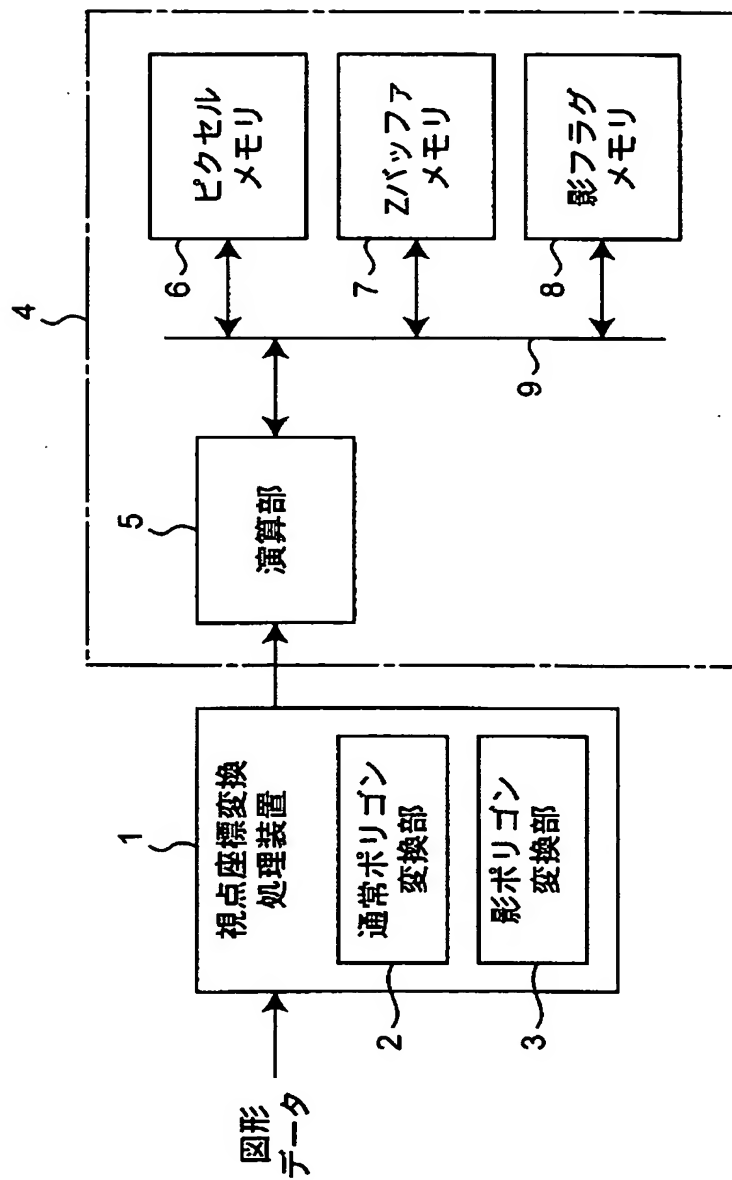 図形
データ
1
視点座標変換
処理装置
通常ポリゴン
変換部
2
影ポリゴン
変換部
3
4
5
演算部
ピクセル
メモリ
6
Zバッファ
メモリ
7
影フラグ
メモリ
8
9